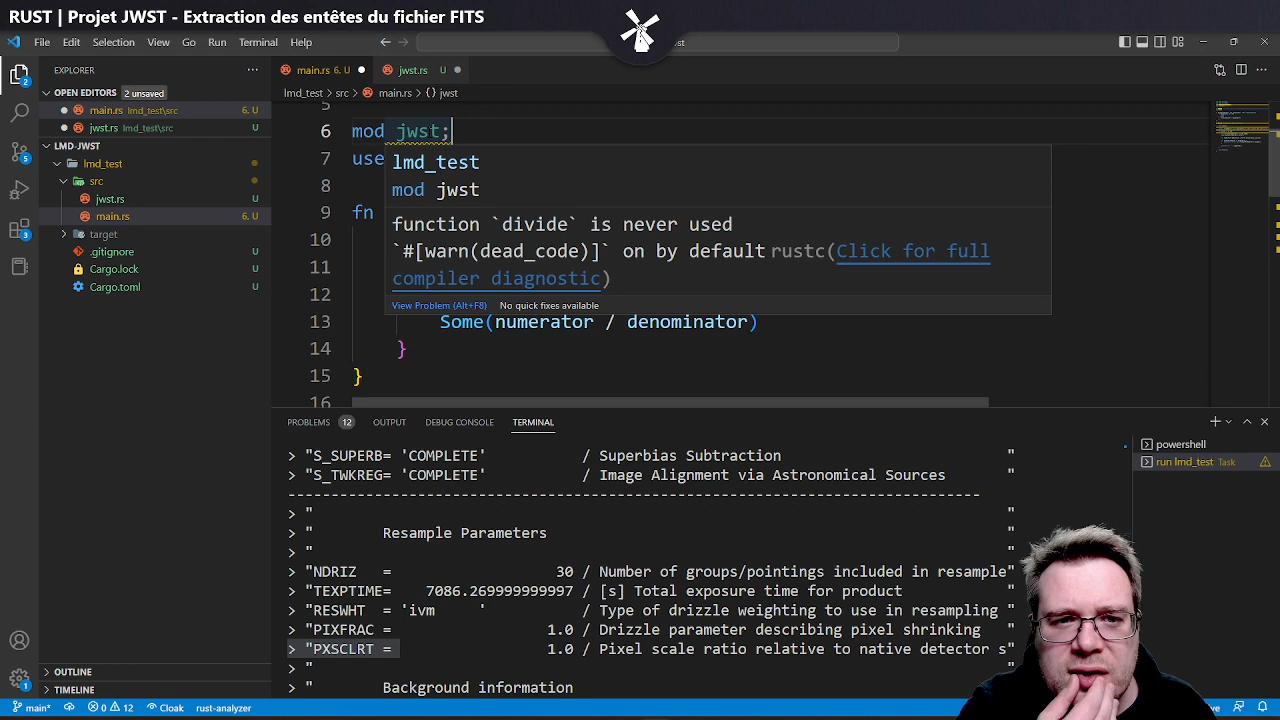 RUST | Projet JWST - Extraction des entêtes du fichier FITS
File Edit Selection View Go Run Terminal Help
EXPLORER
main.rs 6, U
jwst.rs U
OPEN EDITORS 2 unsaved
lmd_test > src > main.rs > {} jwst
main.rs lmd_test\src 6, U
jwst.rs lmd_test\src U
LMD-JWST
lmd_test
src
jwst.rs U
main.rs 6, U
target
.gitignore U
Cargo.lock U
Cargo.toml U
OUTLINE
TIMELINE
5
6 mod jwst;
7 use
8
9 fn
10
11
12
13 Some(numerator / denominator)
14 }
15 }
16
lmd_test
mod jwst
function `divide` is never used
`#[warn(dead_code)]` on by default rustc(Click for full
compiler diagnostic)
View Problem (Alt+F8) No quick fixes available
PROBLEMS 12 OUTPUT DEBUG CONSOLE TERMINAL
powershell
run lmd_test Task
> "S_SUPERB= 'COMPLETE' / Superbias Subtraction "
> "S_TWKREG= 'COMPLETE' / Image Alignment via Astronomical Sources "
--------------------------------------------------------------------------
> " "
> " Resample Parameters "
> " "
> "NDRIZ = 30 / Number of groups/pointings included in resample"
> "TEXPTIME= 7086.269999999997 / [s] Total exposure time for product "
> "RESWHT = 'ivm ' / Type of drizzle weighting to use in resampling "
> "PIXFRAC = 1.0 / Drizzle parameter describing pixel shrinking "
> "PXSCLRT = 1.0 / Pixel scale ratio relative to native detector s"
> " "
> " Background information "
main* 0 12 Cloak rust-analyzer